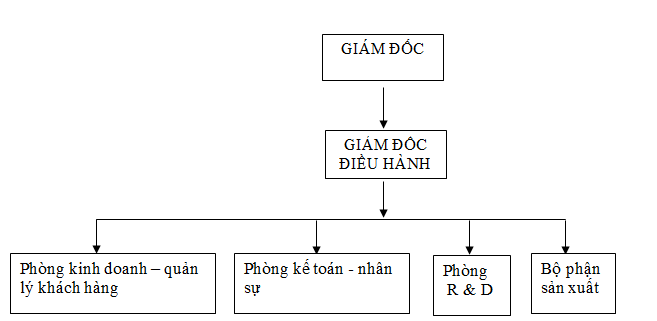 GIÁM ĐỐC
GIÁM ĐỐC
ĐIỀU HÀNH
Phòng kinh doanh – quản
lý khách hàng
Phòng kế toán - nhân
sự
Phòng
R & D
Bộ phận
sản xuất